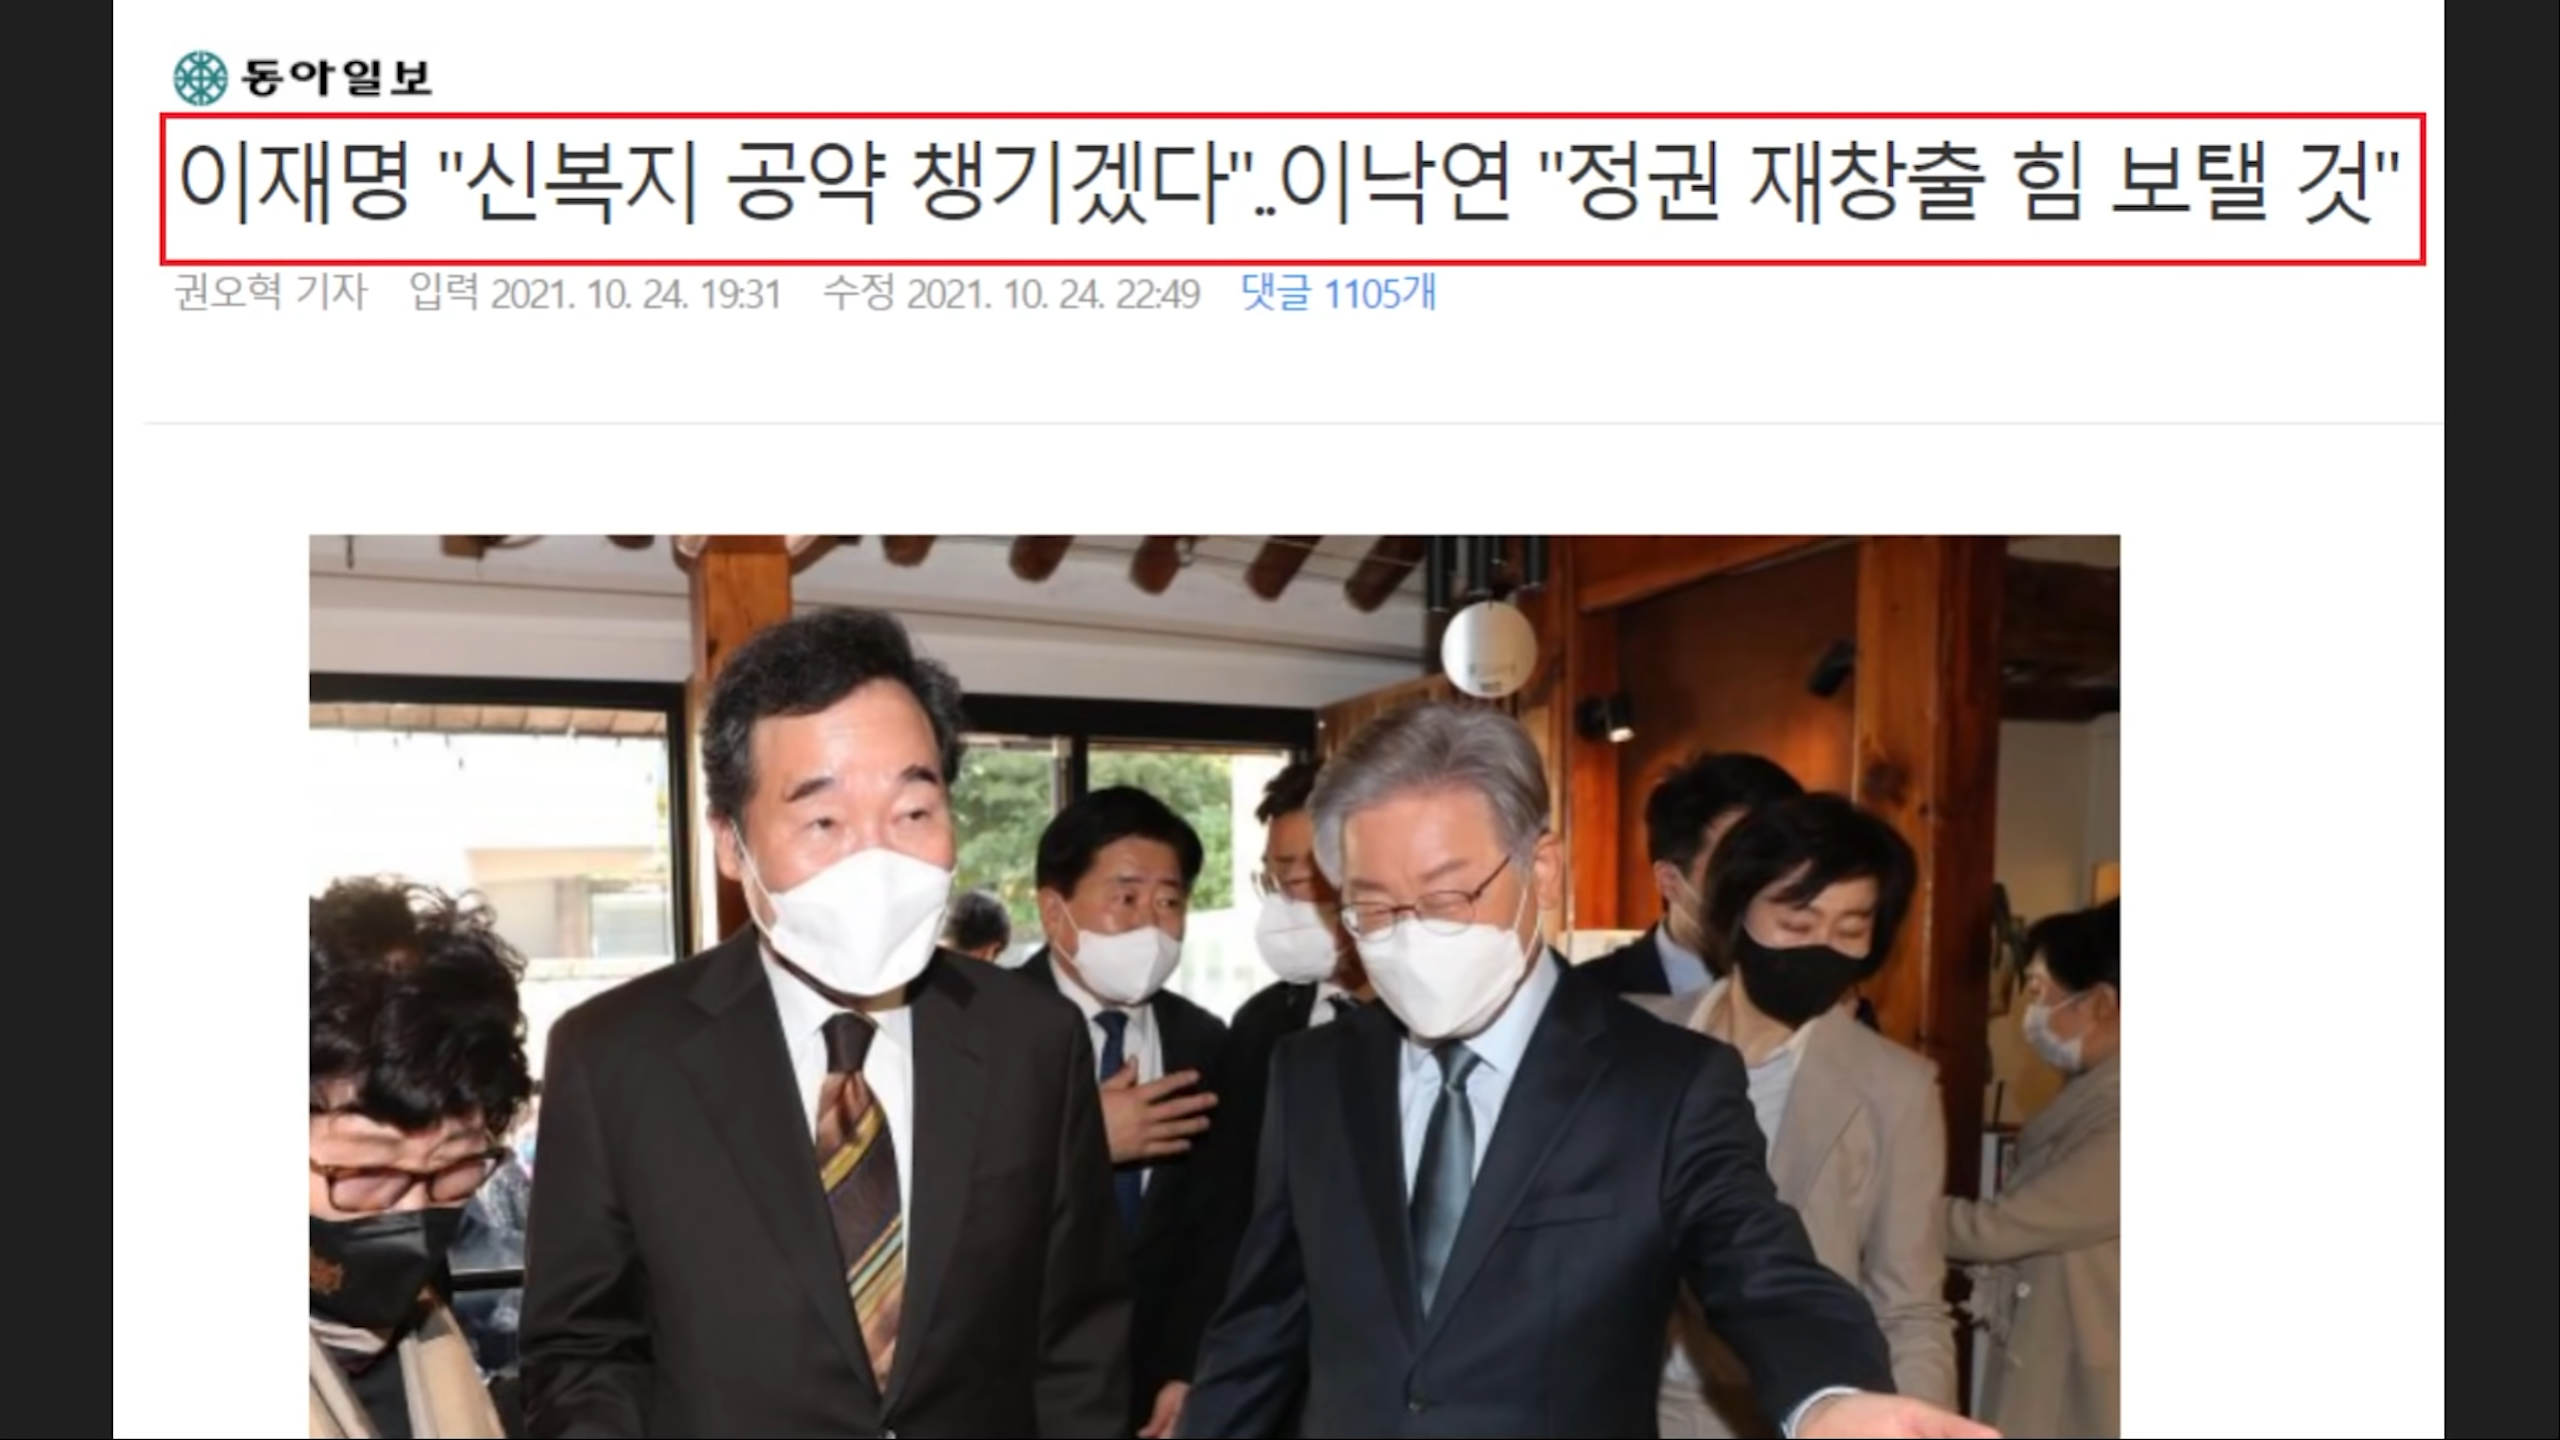 동아일보
이재명 "신복지 공약 챙기겠다"..이낙연 "정권 재창출 힘 보탤 것"
권오혁 기자 입력 2021. 10. 24. 19:31 수정 2021. 10. 24. 22:49 댓글 1105개